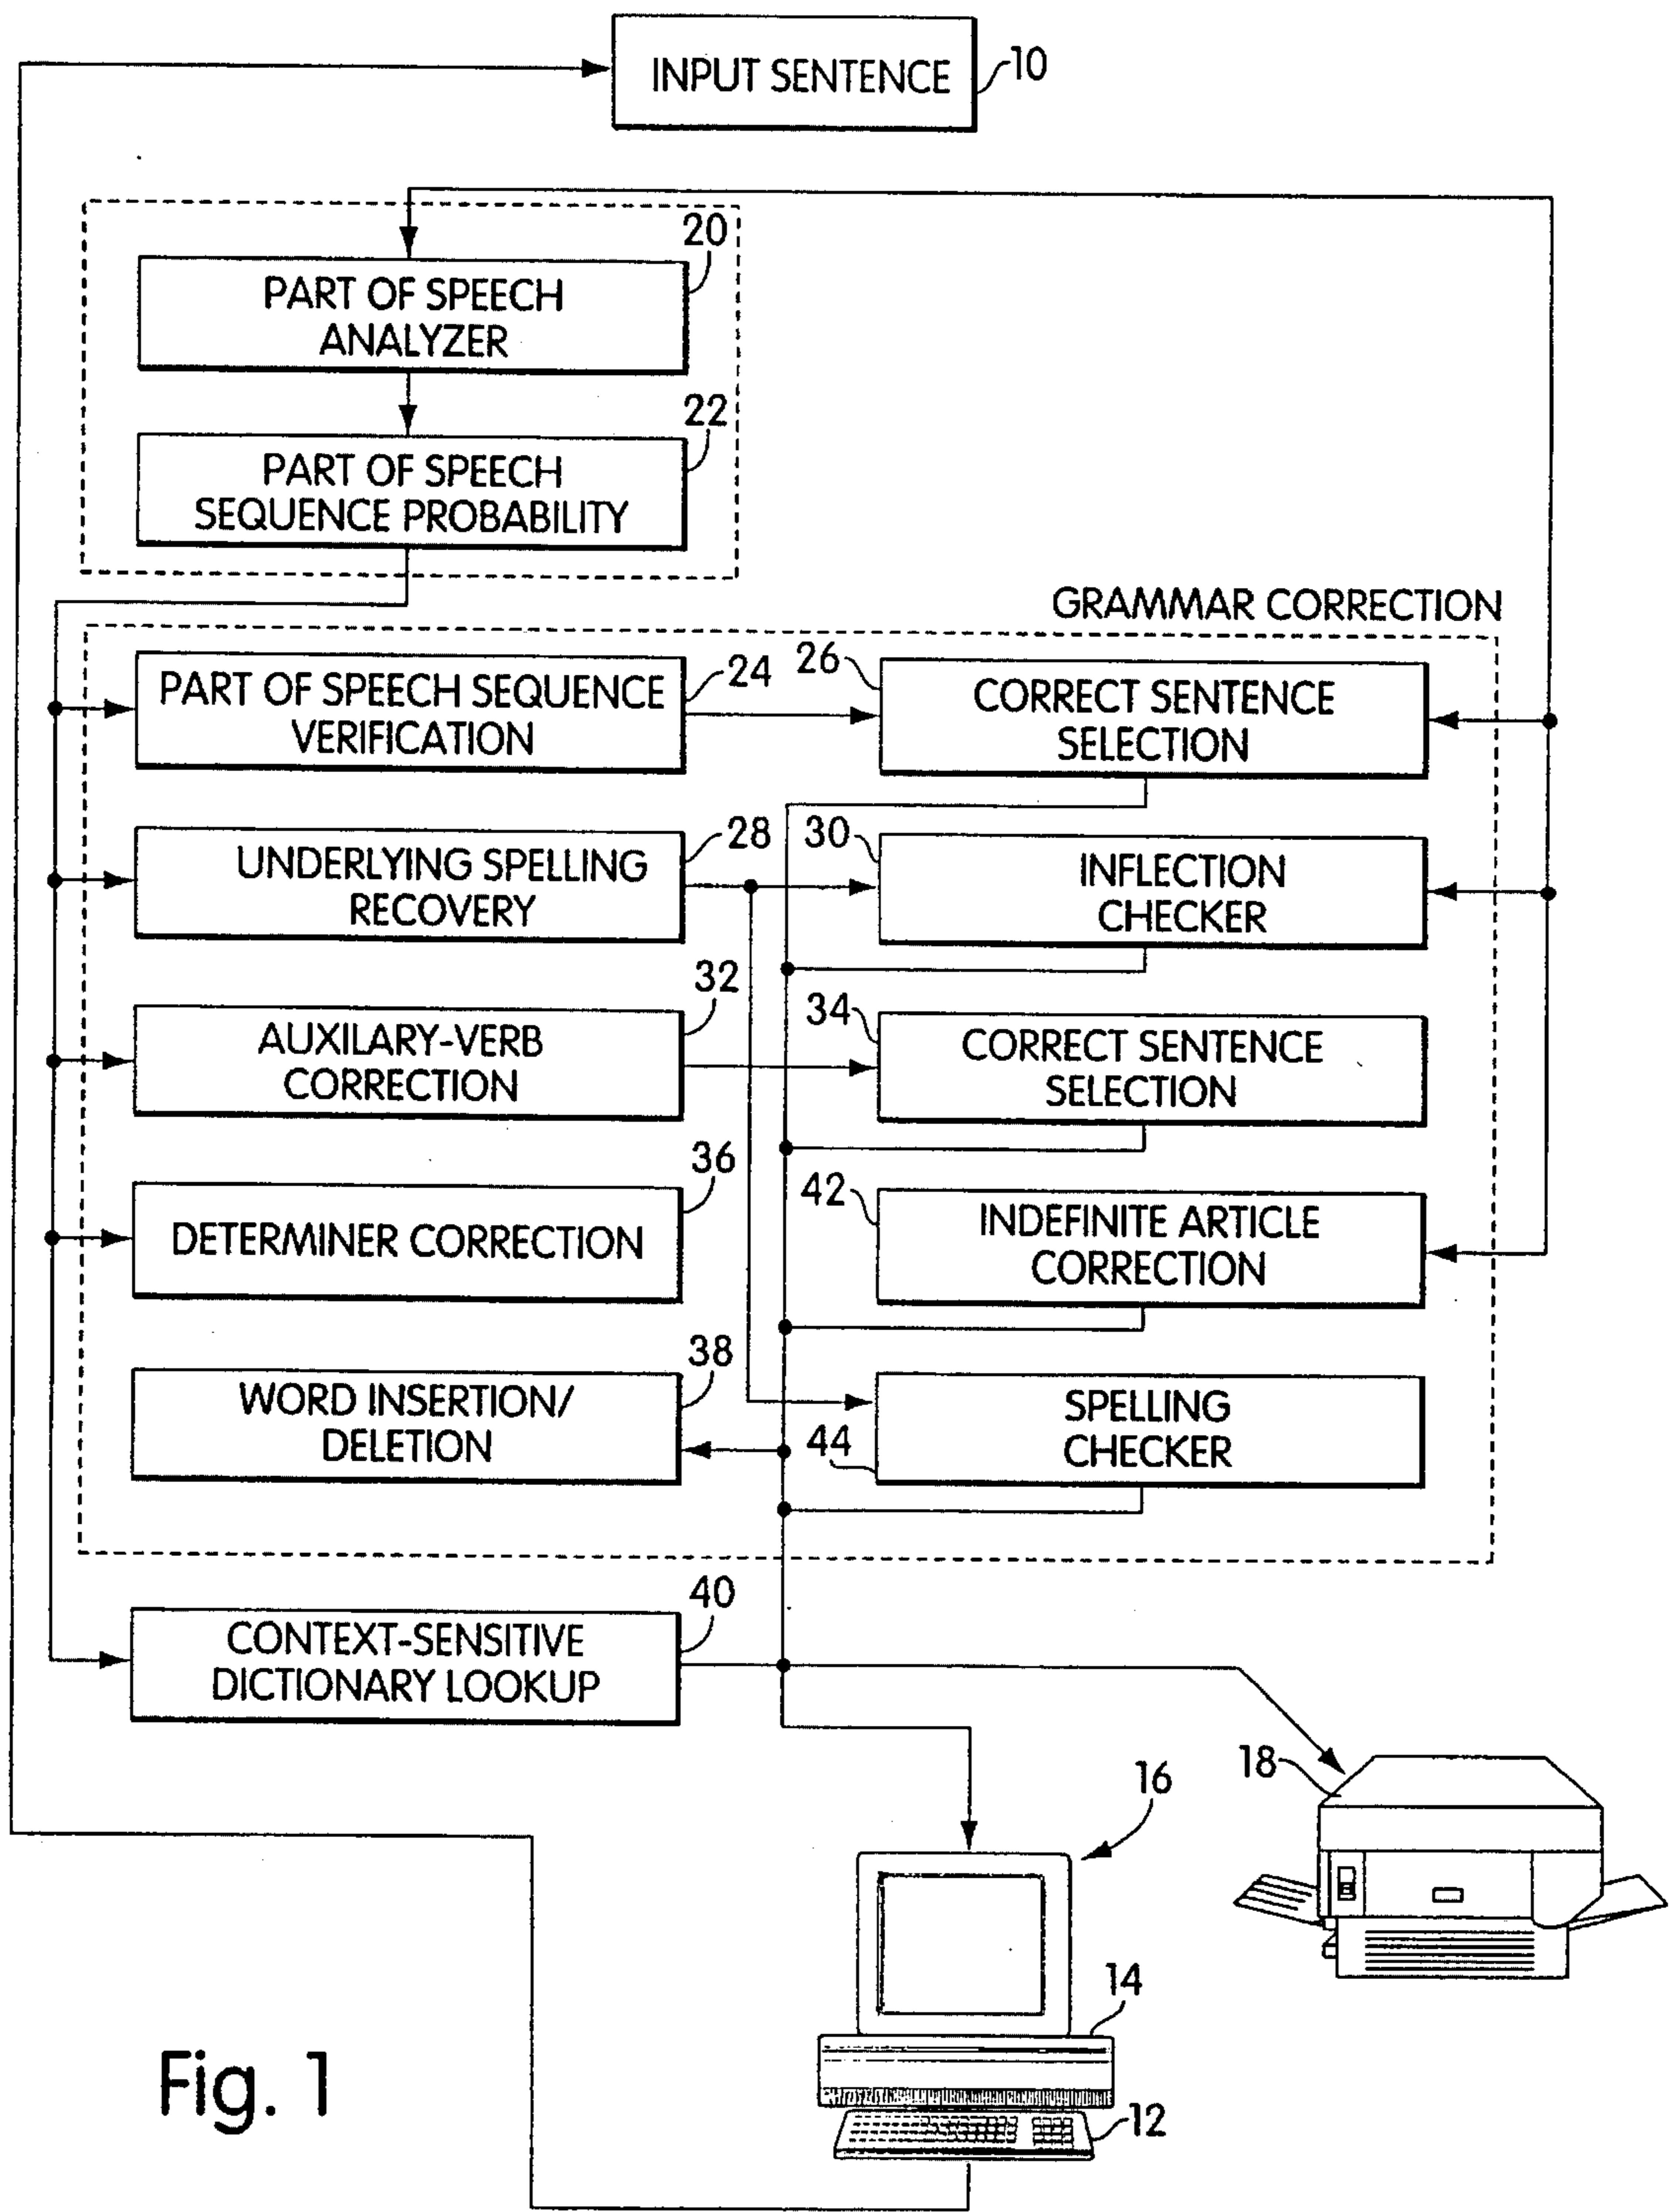 INPUT SENTENCE
10
20
PART OF SPEECH
ANALYZER
22
PART OF SPEECH
SEQUENCE PROBABILITY
GRAMMAR CORRECTION
24
PART OF SPEECH SEQUENCE
VERIFICATION
26
CORRECT SENTENCE
SELECTION
28
UNDERLYING SPELLING
RECOVERY
30
INFLECTION
CHECKER
32
AUXILARY-VERB
CORRECTION
34
CORRECT SENTENCE
SELECTION
36
DETERMINER CORRECTION
42
INDEFINITE ARTICLE
CORRECTION
38
WORD INSERTION/
DELETION
44
SPELLING
CHECKER
40
CONTEXT-SENSITIVE
DICTIONARY LOOKUP
16
18
14
12
Fig. 1